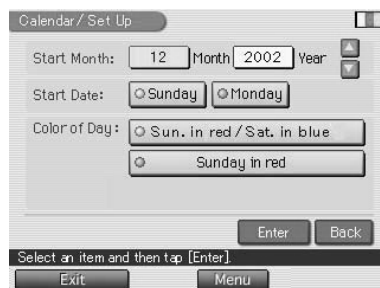 Calendar/Set Up
Start Month: 12 Month 2002 Year
Start Date: Sunday Monday
Color of Day: Sun. in red/Sat. in blue
Sunday in red
Enter Back
Select an item and then tap [Enter].
Exit Menu